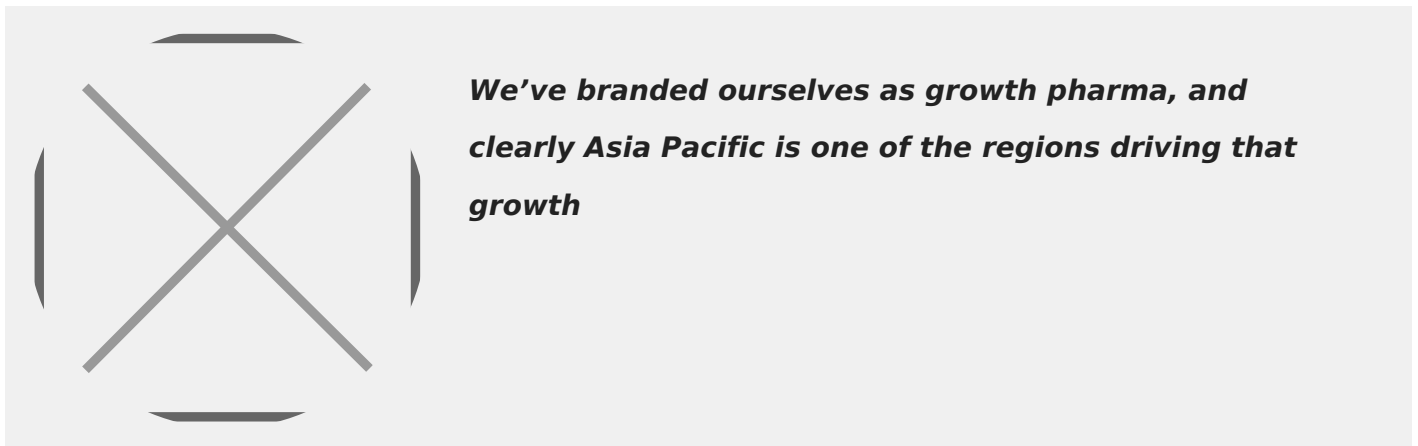 We’ve branded ourselves as growth pharma, and
clearly Asia Pacific is one of the regions driving that
growth